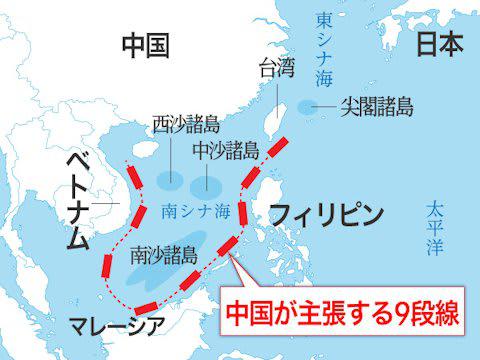 中国
東シナ海
日本
台湾
尖閣諸島
西沙諸島
中沙諸島
ベトナム
南シナ海
フィリピン
太平洋
南沙諸島
中国が主張する9段線
マレーシア